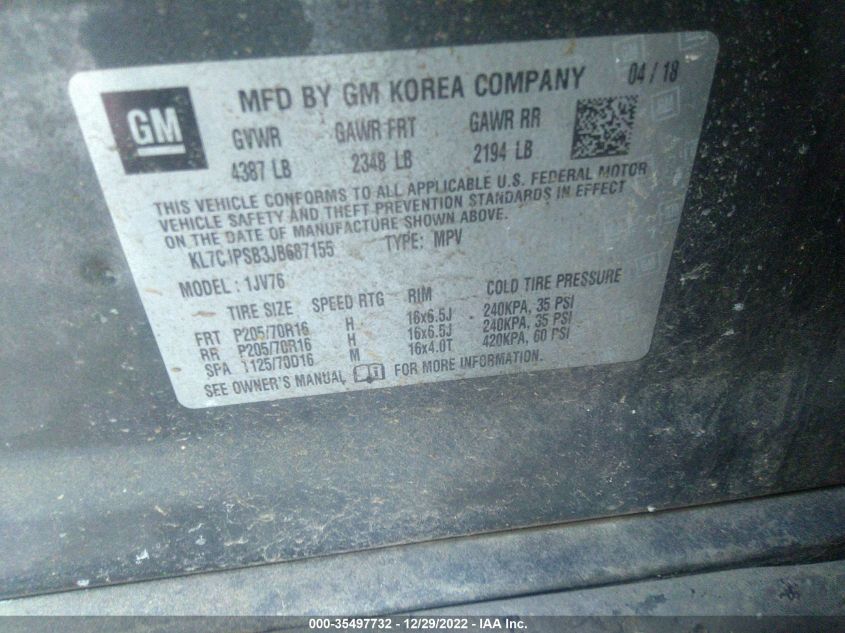 GM
MFD BY GM KOREA COMPANY 04 / 18
GVWR GAWR FRT GAWR RR
4387 LB 2348 LB 2194 LB
THIS VEHICLE CONFORMS TO ALL APPLICABLE U.S. FEDERAL MOTOR
VEHICLE SAFETY AND THEFT PREVENTION STANDARDS IN EFFECT
ON THE DATE OF MANUFACTURE SHOWN ABOVE.
KL7CJPSB3JB687155 TYPE: MPV
MODEL : 1JV76
TIRE SIZE SPEED RTG RIM COLD TIRE PRESSURE
FRT P205/70R16 H 16x6.5J 240KPA, 35 PSI
RR P205/70R16 H 16x6.5J 240KPA, 35 PSI
SPA T125/70D16 M 16x4.0T 420KPA, 60 PSI
SEE OWNER'S MANUAL FOR MORE INFORMATION.
000-35497732 - 12/29/2022 - IAA Inc.